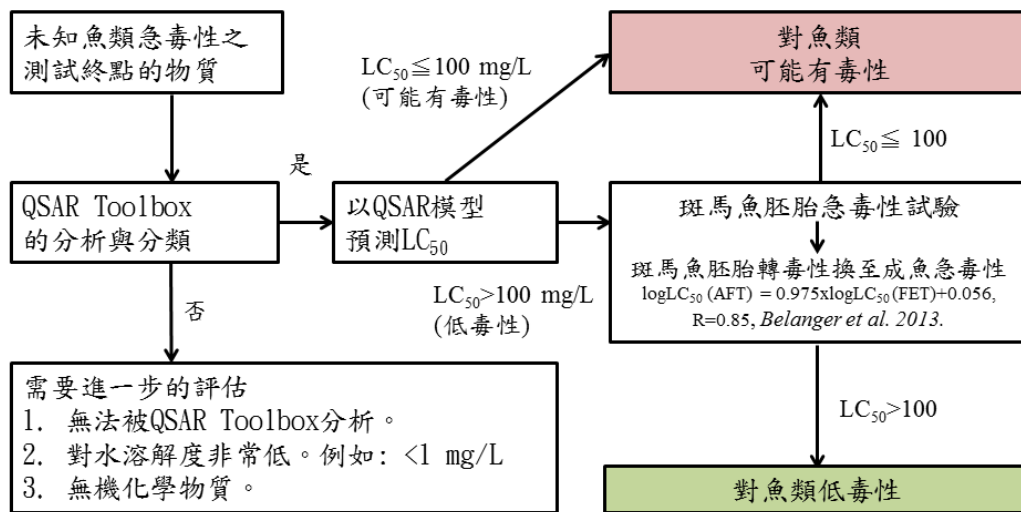 未知魚類急毒性之
測試終點的物質
LC50≦100 mg/L
(可能有毒性)
對魚類
可能有毒性
LC50≦ 100
是
QSAR Toolbox
的分析與分類
以QSAR模型
預測LC50
斑馬魚胚胎急毒性試驗
斑馬魚胚胎轉毒性換至成魚急毒性
logLC50 (AFT) = 0.975xlogLC50 (FET)+0.056,
R=0.85, Belanger et al. 2013.
LC50>100 mg/L
(低毒性)
否
需要進一步的評估
1. 無法被QSAR Toolbox分析。
2. 對水溶解度非常低。例如: <1 mg/L
3. 無機化學物質。
LC50>100
對魚類低毒性